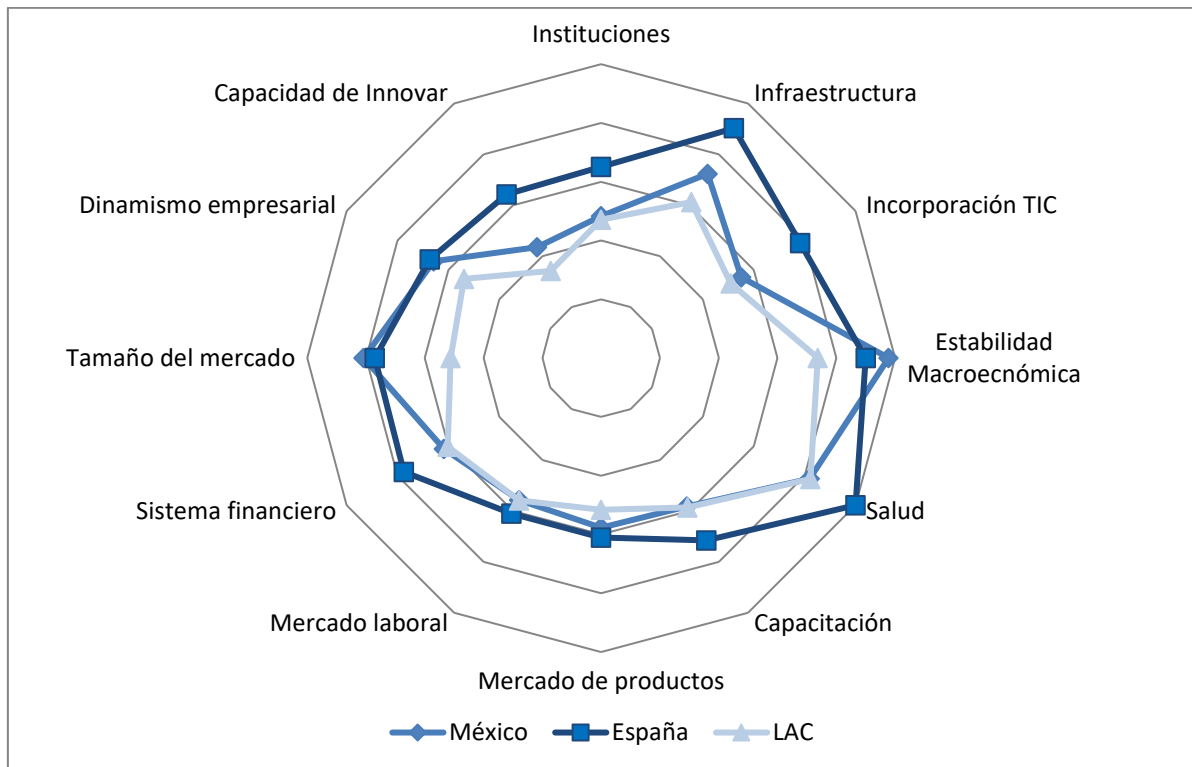 Instituciones
Capacidad de Innovar
Infraestructura
Dinamismo empresarial
Incorporación TIC
Tamaño del mercado
Estabilidad
Macroecnómica
Sistema financiero
Salud
Mercado laboral
Capacitación
Mercado de productos
México
España
LAC